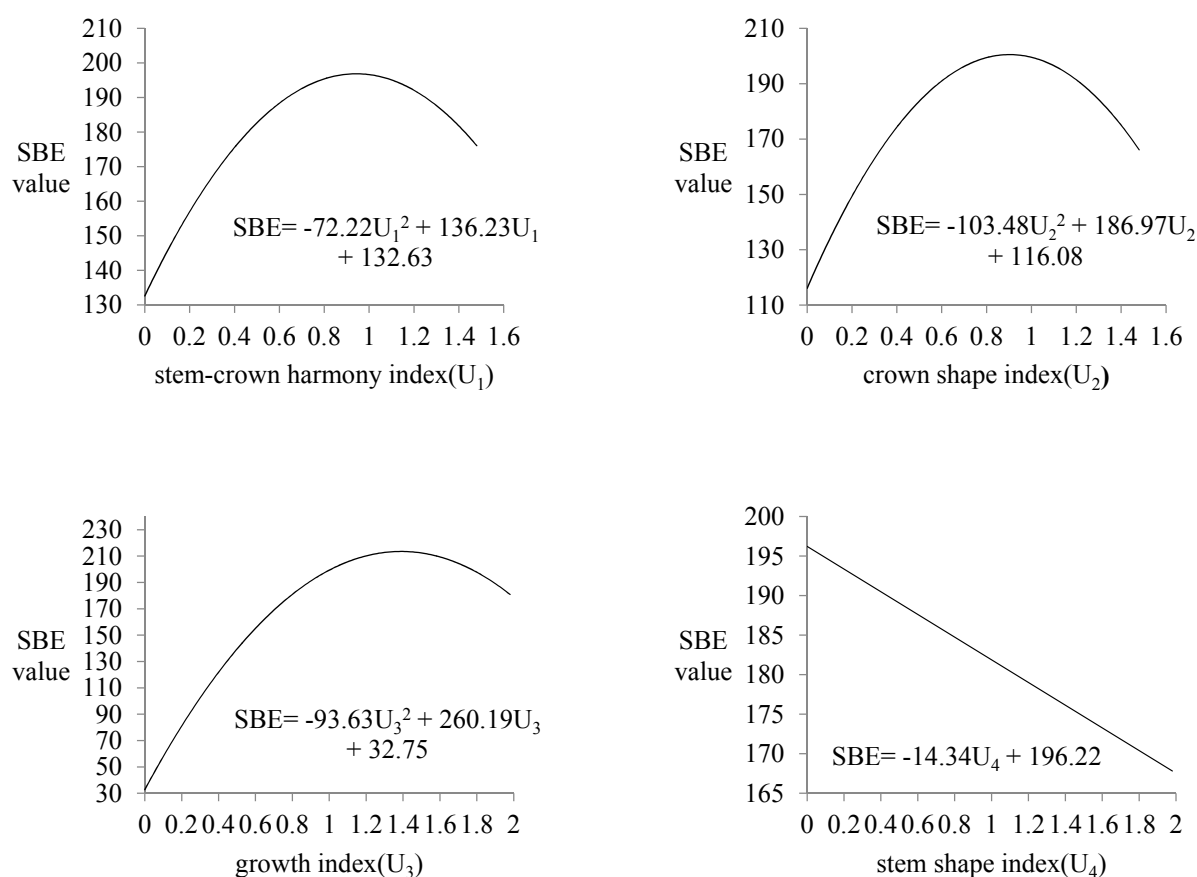 210
200
190
180
170
160
150
140
130
SBE
value
SBE= -72.22U₁² + 136.23U₁
+ 132.63
0 0.2 0.4 0.6 0.8 1 1.2 1.4 1.6
stem-crown harmony index(U₁)
210
190
170
150
130
110
SBE
value
SBE= -103.48U₂² + 186.97U₂
+ 116.08
0 0.2 0.4 0.6 0.8 1 1.2 1.4 1.6
crown shape index(U₂)
230
210
190
170
150
130
110
90
70
50
30
SBE
value
SBE= -93.63U₃² + 260.19U₃
+ 32.75
0 0.2 0.4 0.6 0.8 1 1.2 1.4 1.6 1.8 2
growth index(U₃)
200
195
190
185
180
175
170
165
SBE
value
SBE= -14.34U₄ + 196.22
0 0.2 0.4 0.6 0.8 1 1.2 1.4 1.6 1.8 2
stem shape index(U₄)